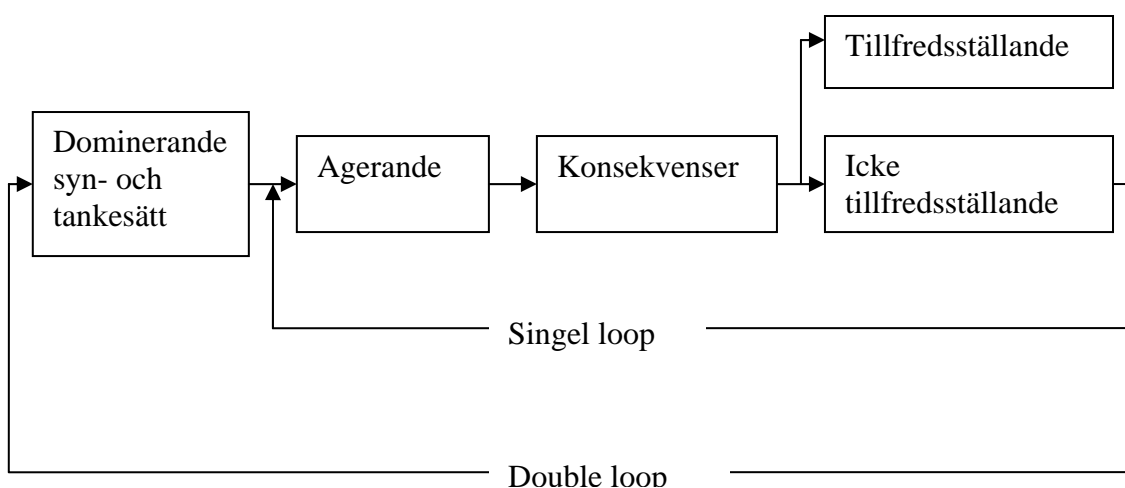 Tillfredsställande
Dominerande
syn- och
tankesätt
Agerande
Konsekvenser
Icke
tillfredsställande
Singel loop
Double loop